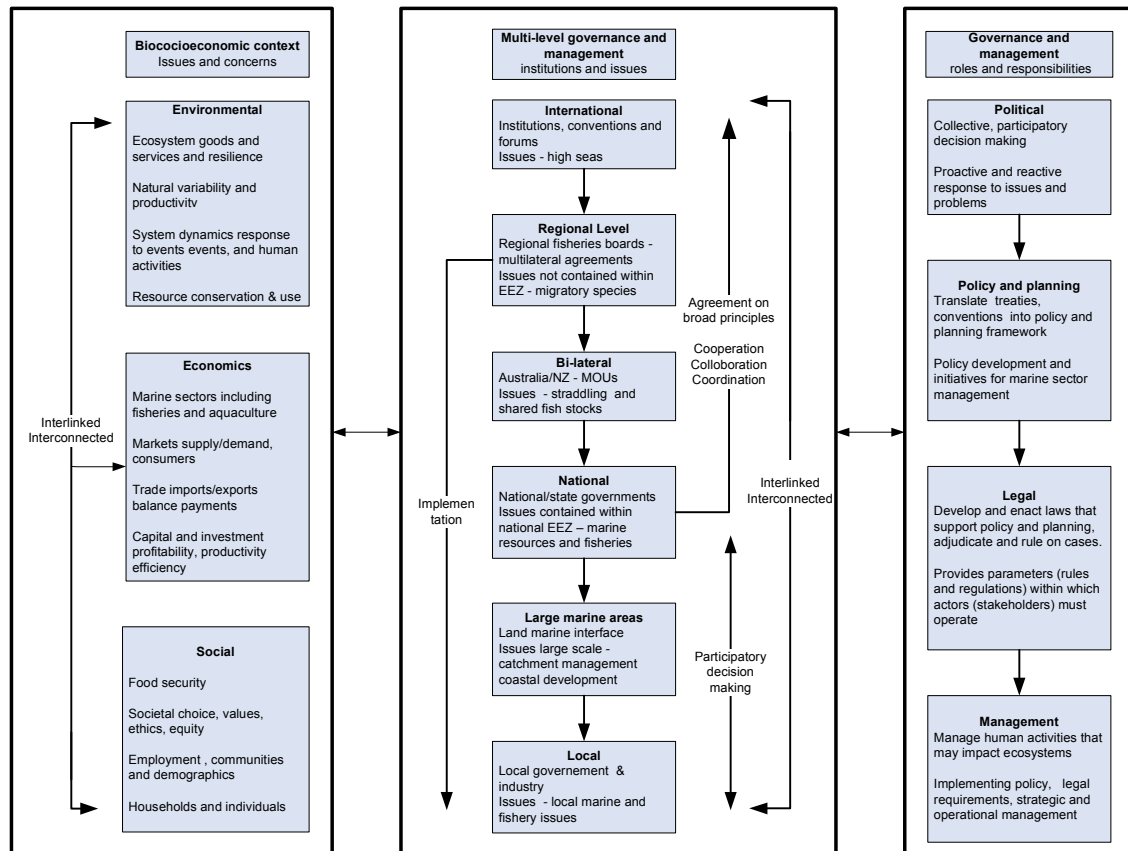 Biococioeconomic context
Issues and concerns
Environmental
Ecosystem goods and
services and resilience
Natural variability and
productivitv
System dynamics response
to events events, and human
activities
Resource conservation & use
Economics
Marine sectors including
fisheries and aquaculture
Markets supply/demand,
consumers
Trade imports/exports
balance payments
Capital and investment
profitability, productivity
efficiency
Social
Food security
Societal choice, values,
ethics, equity
Employment , communities
and demographics
Households and individuals
Interlinked
Interconnected
Multi-level governance and
management
institutions and issues
International
Institutions, conventions and
forums
Issues - high seas
Regional Level
Regional fisheries boards -
multilateral agreements
Issues not contained within
EEZ - migratory species
Bi-lateral
Australia/NZ - MOUs
Issues - straddling and
shared fish stocks
National
National/state governments
Issues contained within
national EEZ – marine
resources and fisheries
Large marine areas
Land marine interface
Issues large scale -
catchment management
coastal development
Local
Local governement &
industry
Issues - local marine and
fishery issues
Implemen
tation
Agreement on
broad principles
Cooperation
Colloboration
Coordination
Interlinked
Interconnected
Participatory
decision
making
Governance and
management
roles and responsibilities
Political
Collective, participatory
decision making
Proactive and reactive
response to issues and
problems
Policy and planning
Translate treaties,
conventions into policy and
planning framework
Policy development and
initiatives for marine sector
management
Legal
Develop and enact laws that
support policy and planning,
adjudicate and rule on cases.
Provides parameters (rules
and regulations) within which
actors (stakeholders) must
operate
Management
Manage human activities that
may impact ecosystems
Implementing policy, legal
requirements, strategic and
operational management